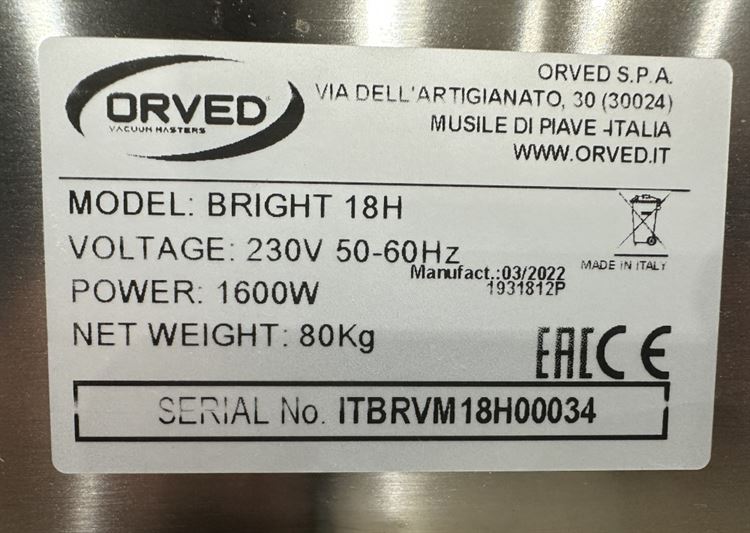 ORVED
VACUUM MASTERS
ORVED S.P.A.
VIA DELL'ARTIGIANATO, 30 (30024)
MUSILE DI PIAVE -ITALIA
WWW.ORVED.IT
MODEL: BRIGHT 18H
VOLTAGE: 230V 50-60Hz
Manufact.:03/2022
1931812P
MADE IN ITALY
POWER: 1600W
NET WEIGHT: 80Kg
EAC CE
SERIAL No. ITBRVM18H00034